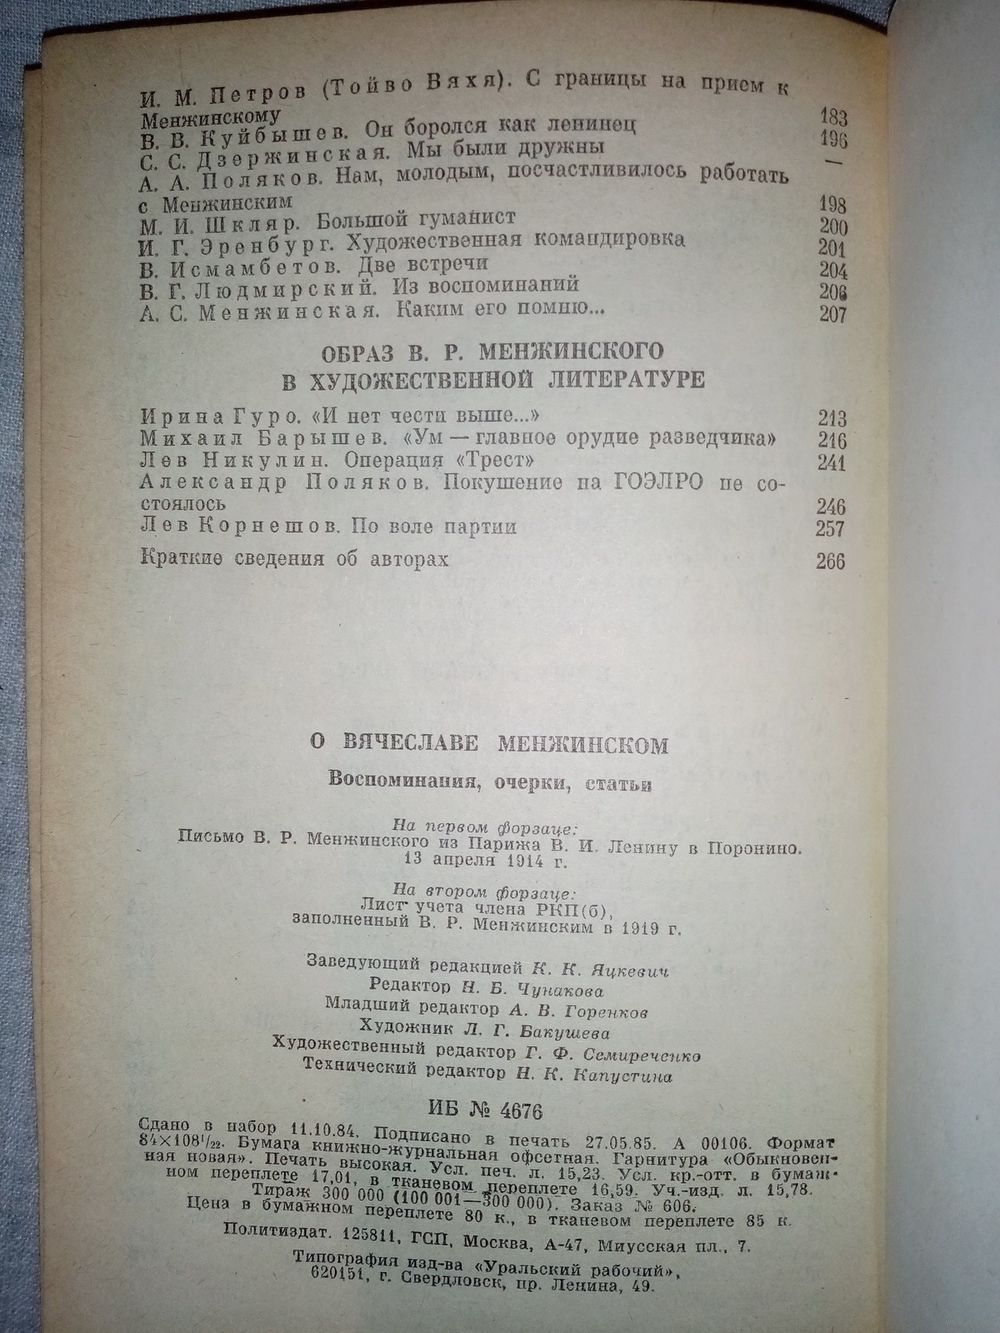 И. М. Петров (Тойво Вяхя). С границы на прием к
Менжинскому 183
В. В. Куйбышев. Он боролся как ленинец 196
С. С. Дзержинская. Мы были дружны —
А. А. Поляков. Нам, молодым, посчастливилось работать
с Менжинским 198
М. И. Шкляр. Большой гуманист 200
И. Г. Эренбург. Художественная командировка 201
В. Исмамбетов. Две встречи 204
В. Г. Людмирский. Из воспоминаний 206
А. С. Менжинская. Каким его помню... 207
ОБРАЗ В. Р. МЕНЖИНСКОГО
В ХУДОЖЕСТВЕННОЙ ЛИТЕРАТУРЕ
Ирина Гуро. «И нет чести выше...» 213
Михаил Барышев. «Ум — главное орудие разведчика» 216
Лев Никулин. Операция «Трест» 241
Александр Поляков. Покушение на ГОЭЛРО не со-
стоялось 246
Лев Корнешов. По воле партии 257
Краткие сведения об авторах 266
О ВЯЧЕСЛАВЕ МЕНЖИНСКОМ
Воспоминания, очерки, статьи
На первом форзаце:
Письмо В. Р. Менжинского из Парижа В. И. Ленину в Поронино.
13 апреля 1914 г.
На втором форзаце:
Лист учета члена РКП(б),
заполненный В. Р. Менжинским в 1919 г.
Заведующий редакцией К. К. Яцкевич
Редактор Н. Б. Чунакова
Младший редактор А. В. Горенков
Художник Л. Г. Бакушева
Художественный редактор Г. Ф. Семиреченко
Технический редактор Н. К. Капустина
ИБ № 4676
Сдано в набор 11.10.84. Подписано в печать 27.05.85. А 00106. Формат
84×108¹/₂₂. Бумага книжно-журнальная офсетная. Гарнитура «Обыкновен-
ная новая». Печать высокая. Усл. печ. л. 15,23. Усл. кр.-отт. в бумаж-
ном переплете 17,01, в тканевом переплете 16,59. Уч.-изд. л. 15,78.
Тираж 300 000 (100 001—300 000). Заказ № 606.
Цена в бумажном переплете 80 к., в тканевом переплете 85 к.
Политиздат. 125811, ГСП, Москва, А-47, Миусская пл., 7.
Типография изд-ва «Уральский рабочий»,
620151, г. Свердловск, пр. Ленина, 49.